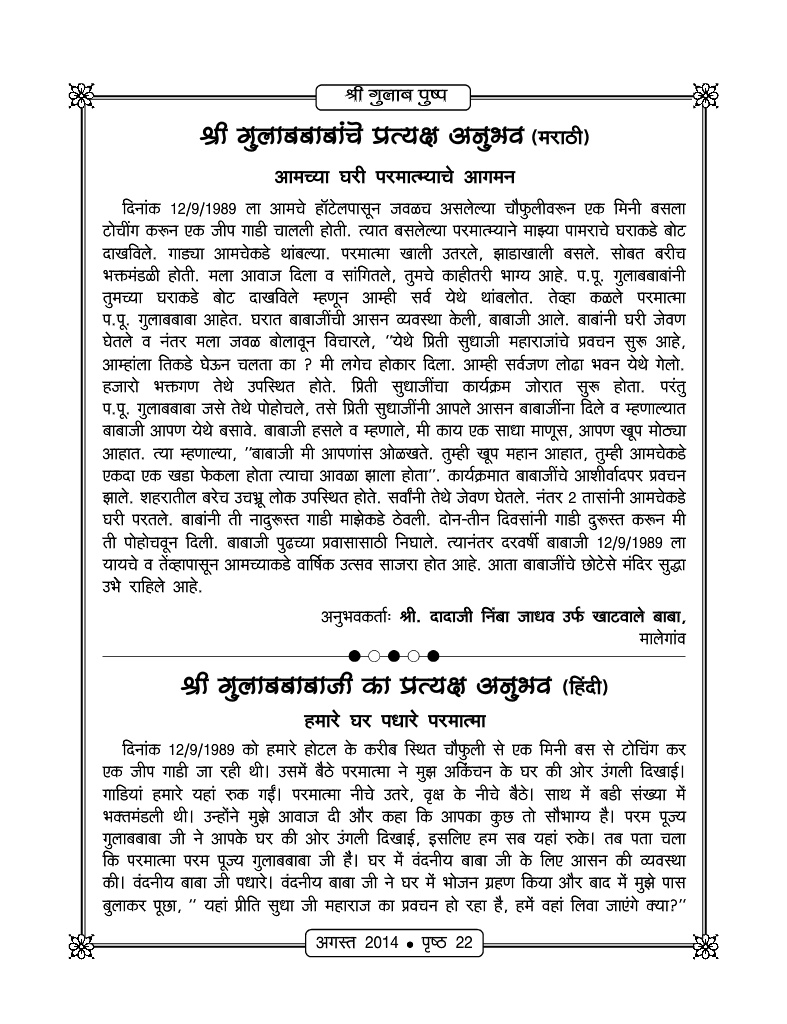 श्री गुलाब पुष्प
श्री गुलाबबाबांचे प्रत्यक्ष अनुभव (मराठी)
आमच्या घरी परमात्म्याचे आगमन
दिनांक 12/9/1989 ला आमचे हॉटेलपासून जवळच असलेल्या चौफुलीवरून एक मिनी बसला
टोचींग करून एक जीप गाडी चालली होती. त्यात बसलेल्या परमात्म्याने माझ्या पामराचे घराकडे बोट
दाखविले. गाड्या आमचेकडे थांबल्या. परमात्मा खाली उतरले, झाडाखाली बसले. सोबत बरीच
भक्तमंडळी होती. मला आवाज दिला व सांगितले, तुमचे काहीतरी भाग्य आहे. प.पू. गुलाबबाबांनी
तुमच्या घराकडे बोट दाखविले म्हणून आम्ही सर्व येथे थांबलोत. तेव्हा कळले परमात्मा
प.पू. गुलाबबाबा आहेत. घरात बाबाजींची आसन व्यवस्था केली, बाबाजी आले. बाबांनी घरी जेवण
घेतले व नंतर मला जवळ बोलावून विचारले, "येथे प्रिती सुधाजी महाराजांचे प्रवचन सुरू आहे,
आम्हांला तिकडे घेऊन चलता का ? मी लगेच होकार दिला. आम्ही सर्वजण लोढा भवन येथे गेलो.
हजारो भक्तगण तेथे उपस्थित होते. प्रिती सुधाजींचा कार्यक्रम जोरात सुरू होता. परंतु
प.पू. गुलाबबाबा जसे तेथे पोहोचले, तसे प्रिती सुधाजींनी आपले आसन बाबाजींना दिले व म्हणाल्यात
बाबाजी आपण येथे बसावे. बाबाजी हसले व म्हणाले, मी काय एक साधा माणूस, आपण खूप मोठ्या
आहात. त्या म्हणाल्या, "बाबाजी मी आपणांस ओळखते. तुम्ही खूप महान आहात, तुम्ही आमचेकडे
एकदा एक खडा फेकला होता त्याचा आवळा झाला होता". कार्यक्रमात बाबाजींचे आशीर्वादपर प्रवचन
झाले. शहरातील बरेच उचभ्रू लोक उपस्थित होते. सर्वांनी तेथे जेवण घेतले. नंतर 2 तासांनी आमचेकडे
घरी परतले. बाबांनी ती नादुरूस्त गाडी माझेकडे ठेवली. दोन-तीन दिवसांनी गाडी दुरूस्त करून मी
ती पोहोचवून दिली. बाबाजी पुढच्या प्रवासासाठी निघाले. त्यानंतर दरवर्षी बाबाजी 12/9/1989 ला
यायचे व तेंव्हापासून आमच्याकडे वार्षिक उत्सव साजरा होत आहे. आता बाबाजींचे छोटेसे मंदिर सुद्धा
उभे राहिले आहे.
अनुभवकर्ताः श्री. दादाजी निंबा जाधव उर्फ खाटवाले बाबा,
मालेगांव
श्री गुलाबबाबाजी का प्रत्यक्ष अनुभव (हिंदी)
हमारे घर पधारे परमात्मा
दिनांक 12/9/1989 को हमारे होटल के करीब स्थित चौफुली से एक मिनी बस से टोचिंग कर
एक जीप गाडी जा रही थी। उसमें बैठे परमात्मा ने मुझ अकिंचन के घर की ओर उंगली दिखाई।
गाडियां हमारे यहां रुक गईं। परमात्मा नीचे उतरे, वृक्ष के नीचे बैठे। साथ में बडी संख्या में
भक्तमंडली थी। उन्होंने मुझे आवाज दी और कहा कि आपका कुछ तो सौभाग्य है। परम पूज्य
गुलाबबाबा जी ने आपके घर की ओर उंगली दिखाई, इसलिए हम सब यहां रुके। तब पता चला
कि परमात्मा परम पूज्य गुलाबबाबा जी है। घर में वंदनीय बाबा जी के लिए आसन की व्यवस्था
की। वंदनीय बाबा जी पधारे। वंदनीय बाबा जी ने घर में भोजन ग्रहण किया और बाद में मुझे पास
बुलाकर पूछा, " यहां प्रीति सुधा जी महाराज का प्रवचन हो रहा है, हमें वहां लिवा जाएंगे क्या?"
अगस्त 2014 ● पृष्ठ 22